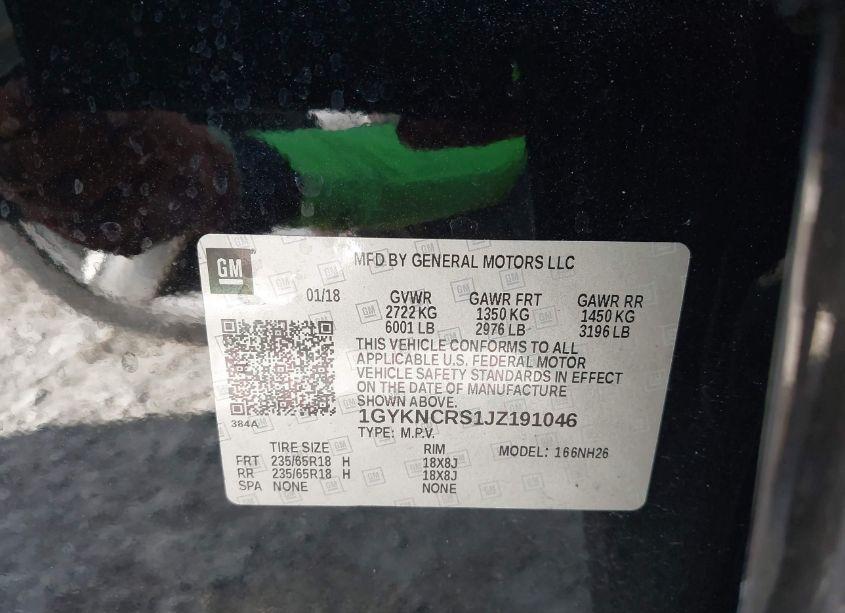 GM
MFD BY GENERAL MOTORS LLC
01/18 GVWR GAWR FRT GAWR RR
2722 KG 1350 KG 1450 KG
6001 LB 2976 LB 3196 LB
THIS VEHICLE CONFORMS TO ALL
APPLICABLE U.S. FEDERAL MOTOR
VEHICLE SAFETY STANDARDS IN EFFECT
ON THE DATE OF MANUFACTURE
SHOWN ABOVE.
384A
1GYKNCRS1JZ191046
TYPE: M.P.V.
TIRE SIZE RIM MODEL: 166NH26
FRT 235/65R18 H 18X8J
RR 235/65R18 H 18X8J
SPA NONE NONE